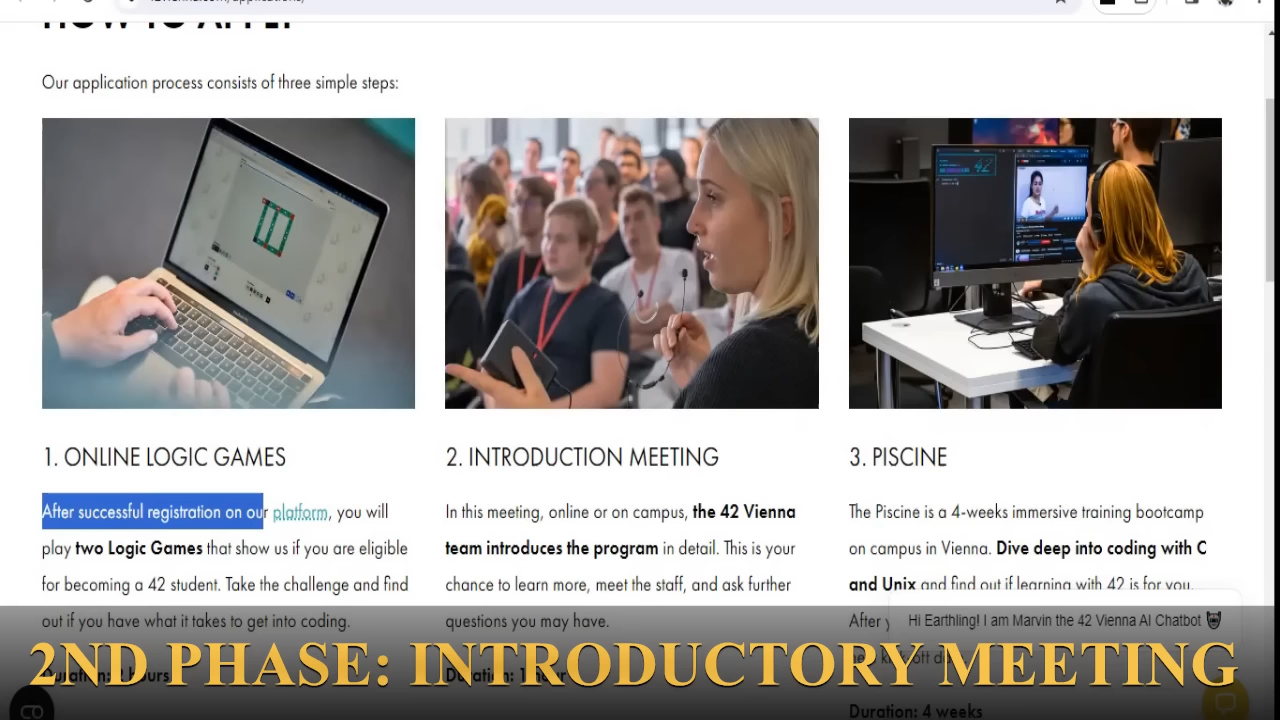 Our application process consists of three simple steps:
1. ONLINE LOGIC GAMES
After successful registration on our platform, you will
play two Logic Games that show us if you are eligible
for becoming a 42 student. Take the challenge and find
out if you have what it takes to get into coding.
Duration: 2 hours
2. INTRODUCTION MEETING
In this meeting, online or on campus, the 42 Vienna
team introduces the program in detail. This is your
chance to learn more, meet the staff, and ask further
questions you may have.
Duration: 1 hour
3. PISCINE
The Piscine is a 4-weeks immersive training bootcamp
on campus in Vienna. Dive deep into coding with C
and Unix and find out if learning with 42 is for you.
After
Duration: 4 weeks
Hi Earthling! I am Marvin the 42 Vienna AI Chatbot
2ND PHASE: INTRODUCTORY MEETING